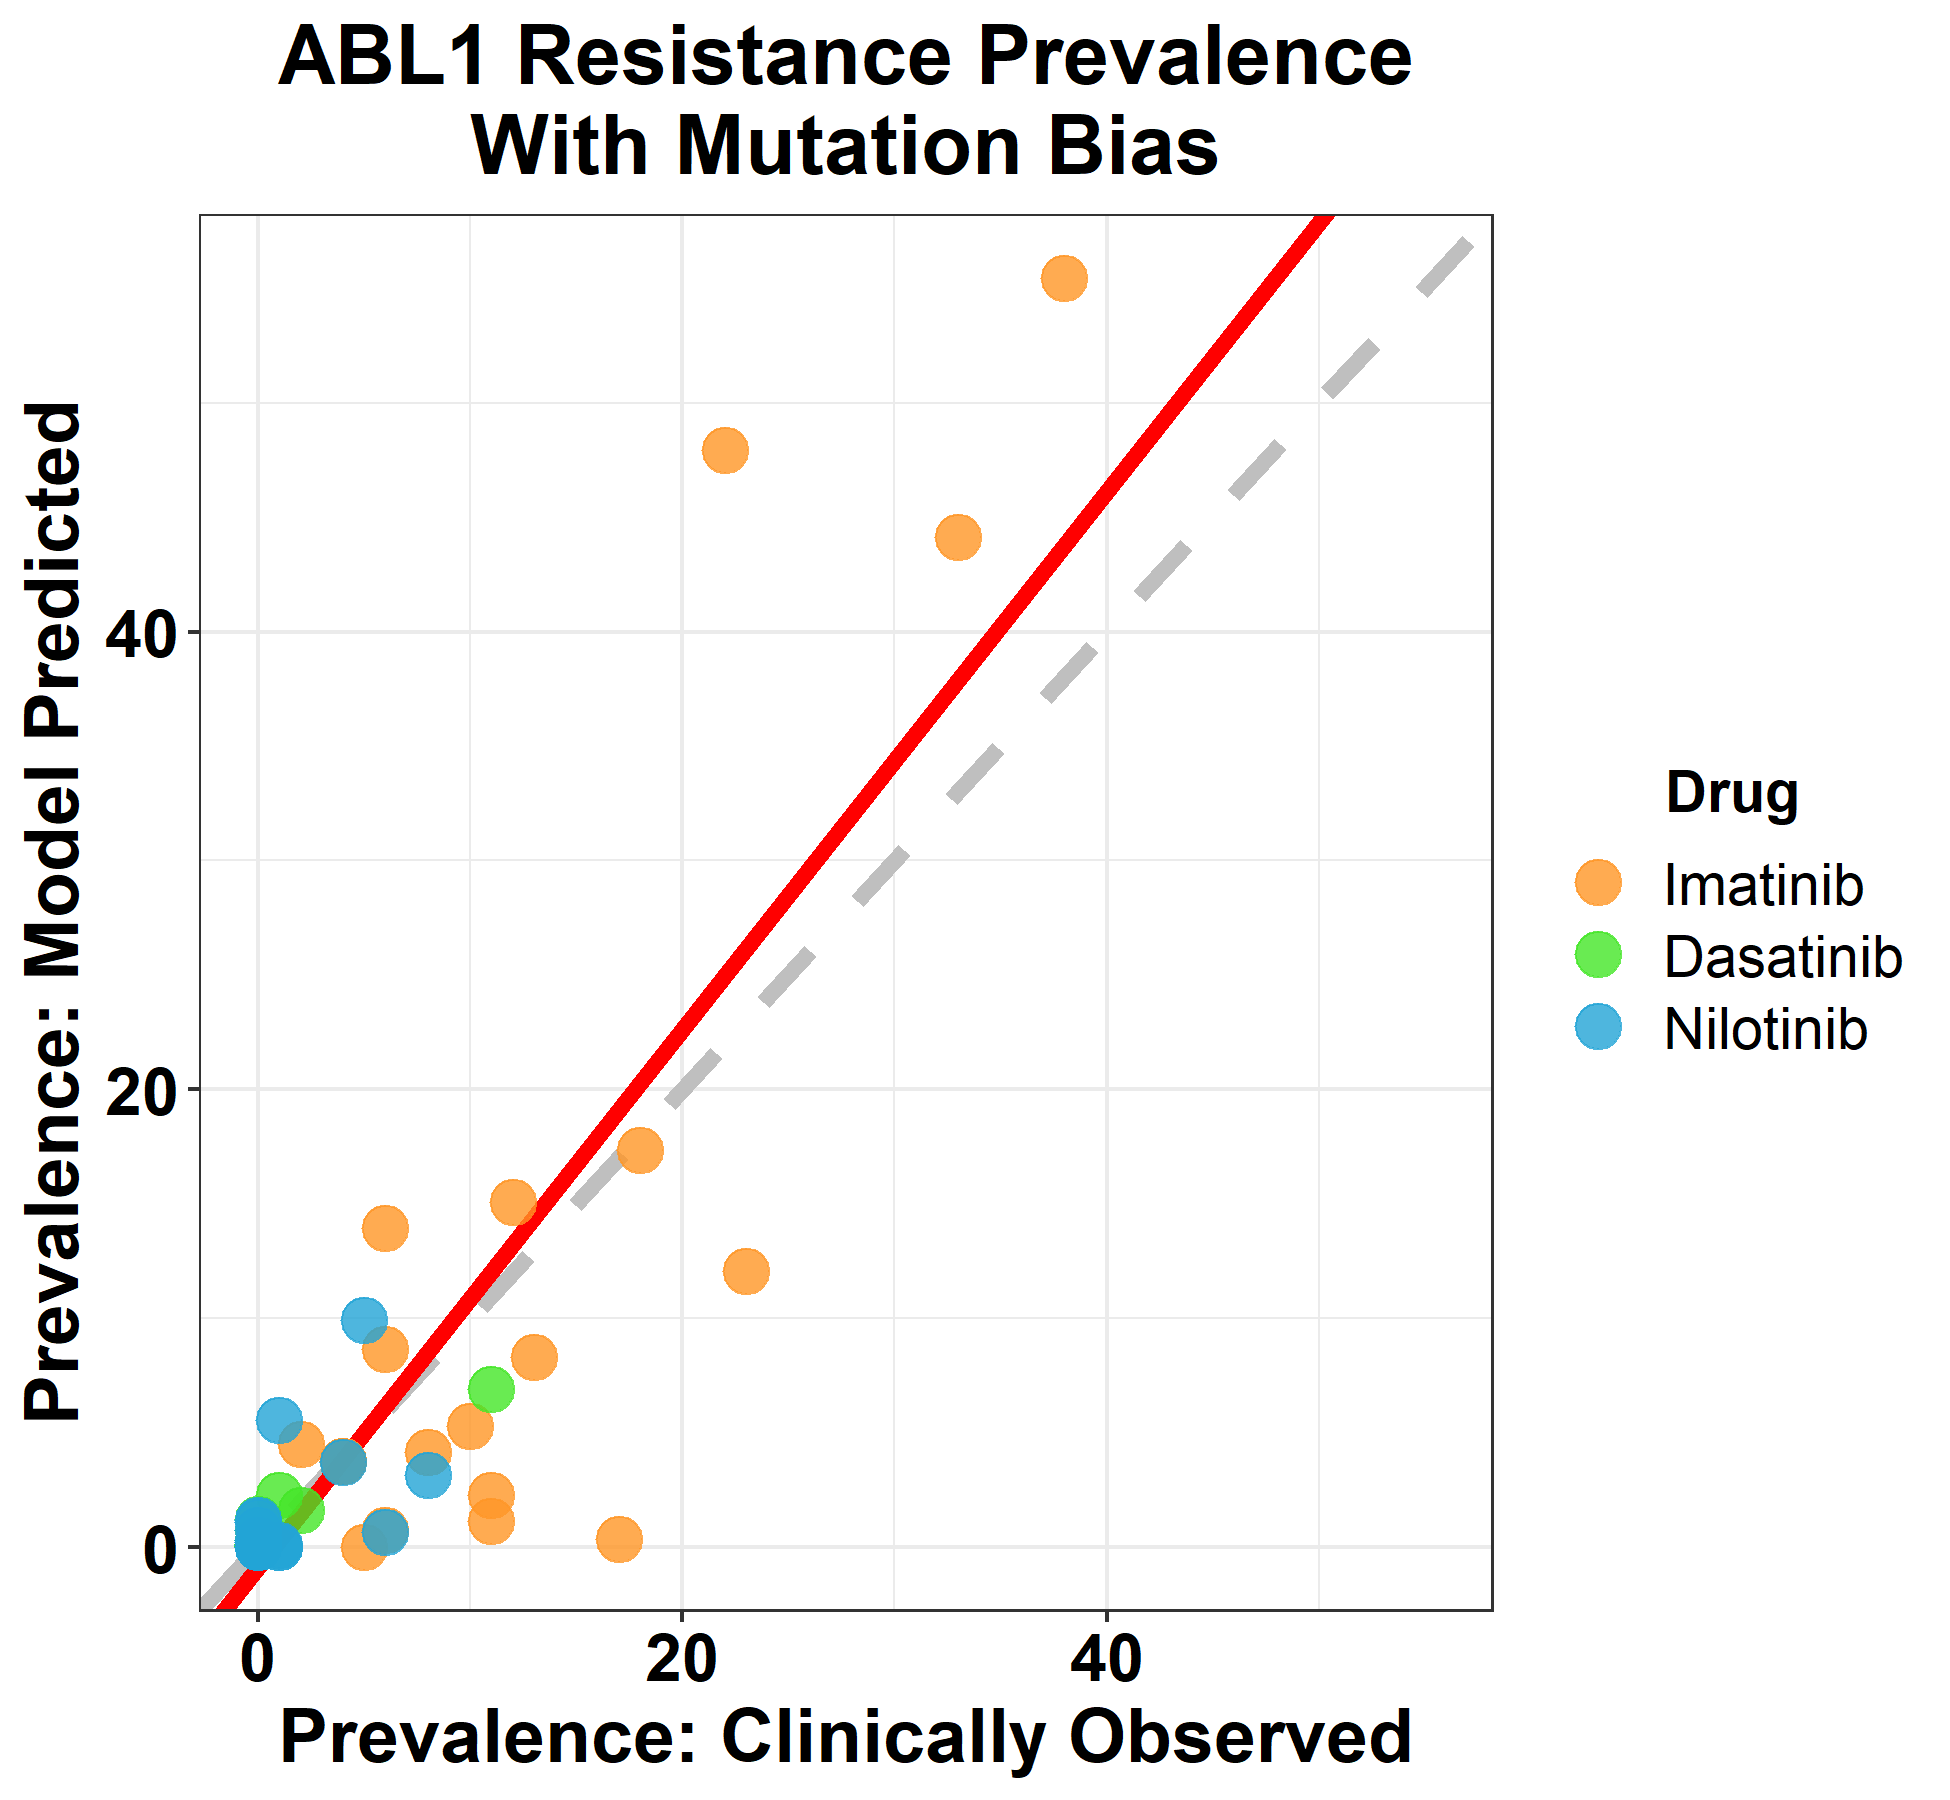 ABL1 Resistance Prevalence
With Mutation Bias
Prevalence: Model Predicted
40
20
0
0
20
40
Prevalence: Clinically Observed
Drug
Imatinib
Dasatinib
Nilotinib